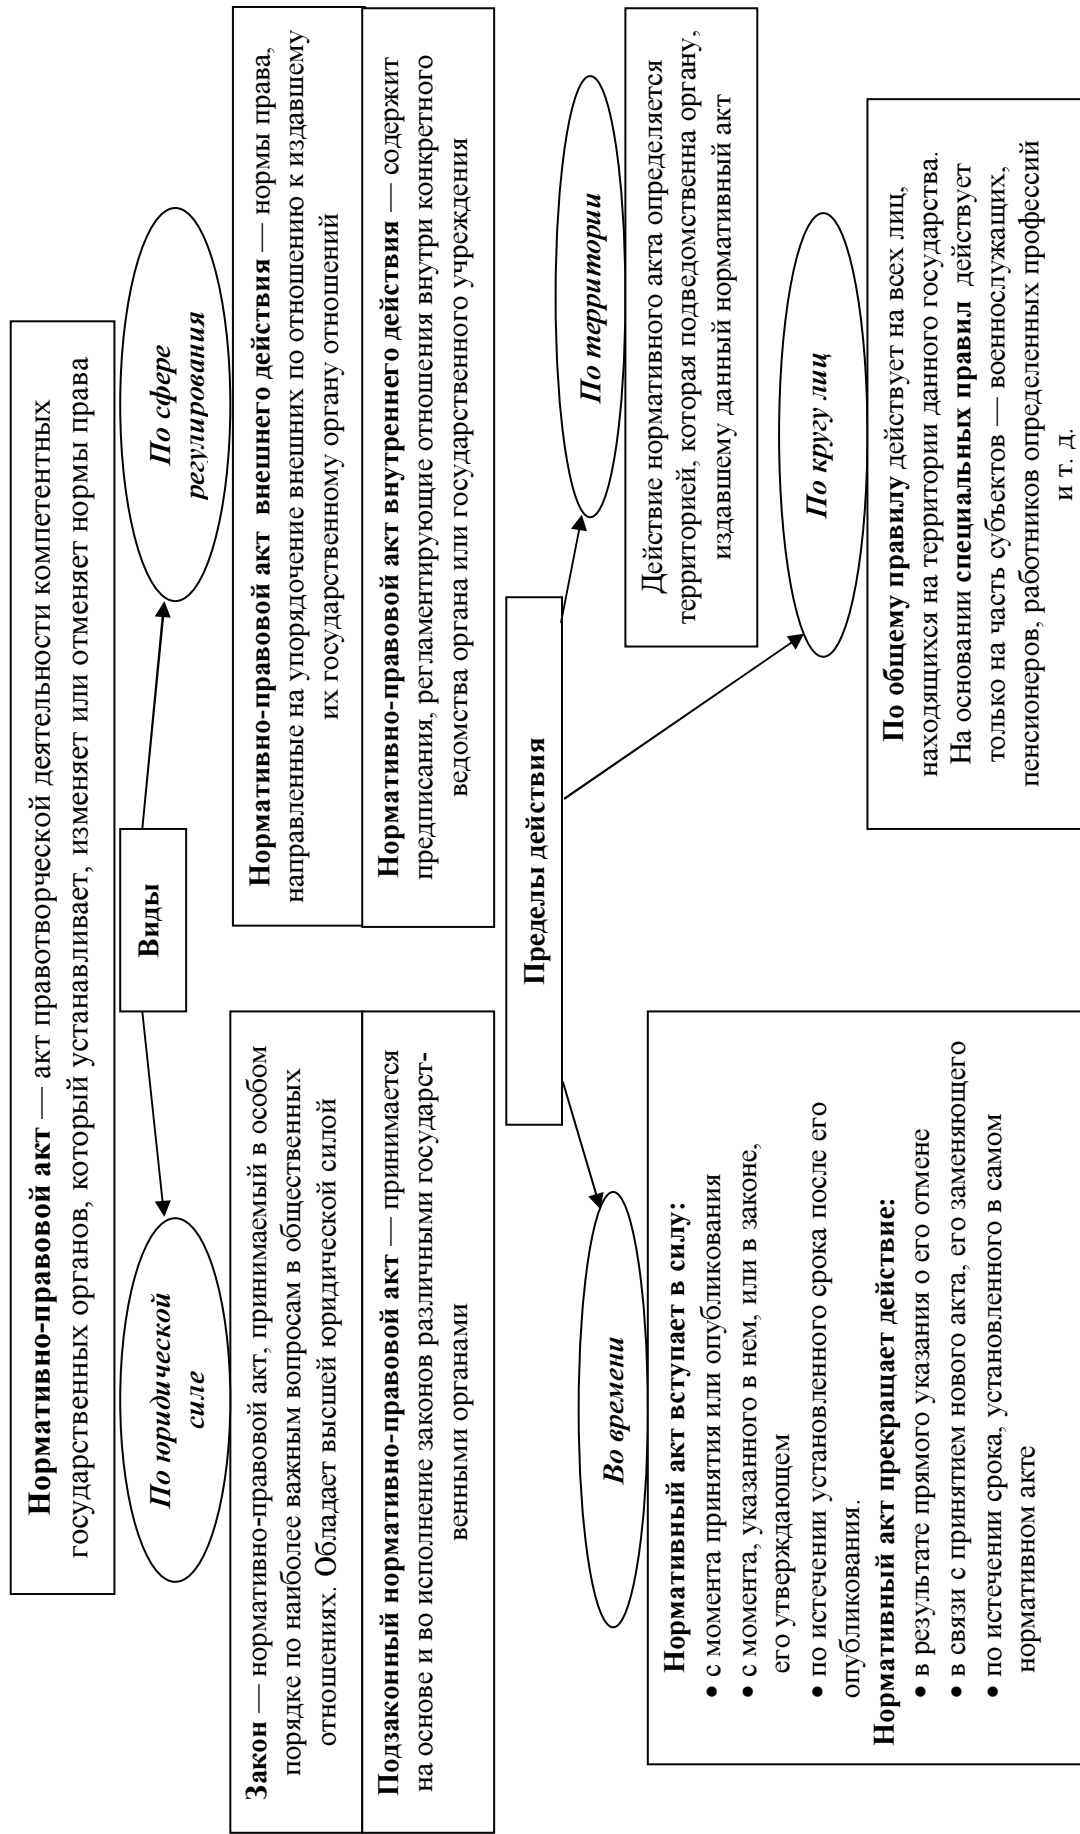 Нормативно-правовой акт — акт правотворческой деятельности компетентных
государственных органов, который устанавливает, изменяет или отменяет нормы права
Виды
По юридической
силе
По сфере
регулирования
Закон — нормативно-правовой акт, принимаемый в особом
порядке по наиболее важным вопросам в общественных
отношениях. Обладает высшей юридической силой
Подзаконный нормативно-правовой акт — принимается
на основе и во исполнение законов различными государст-
венными органами
Нормативно-правовой акт внешнего действия — нормы права,
направленные на упорядочение внешних по отношению к издавшему
их государственному органу отношений
Нормативно-правовой акт внутреннего действия — содержит
предписания, регламентирующие отношения внутри конкретного
ведомства органа или государственного учреждения
Пределы действия
Во времени
Нормативный акт вступает в силу:
• с момента принятия или опубликования
• с момента, указанного в нем, или в законе,
его утверждающем
• по истечении установленного срока после его
опубликования.
Нормативный акт прекращает действие:
• в результате прямого указания о его отмене
• в связи с принятием нового акта, его заменяющего
• по истечении срока, установленного в самом
нормативном акте
По территории
Действие нормативного акта определяется
территорией, которая подведомственна органу,
издавшему данный нормативный акт
По кругу лиц
По общему правилу действует на всех лиц,
находящихся на территории данного государства.
На основании специальных правил действует
только на часть субъектов — военнослужащих,
пенсионеров, работников определенных профессий
и т. д.